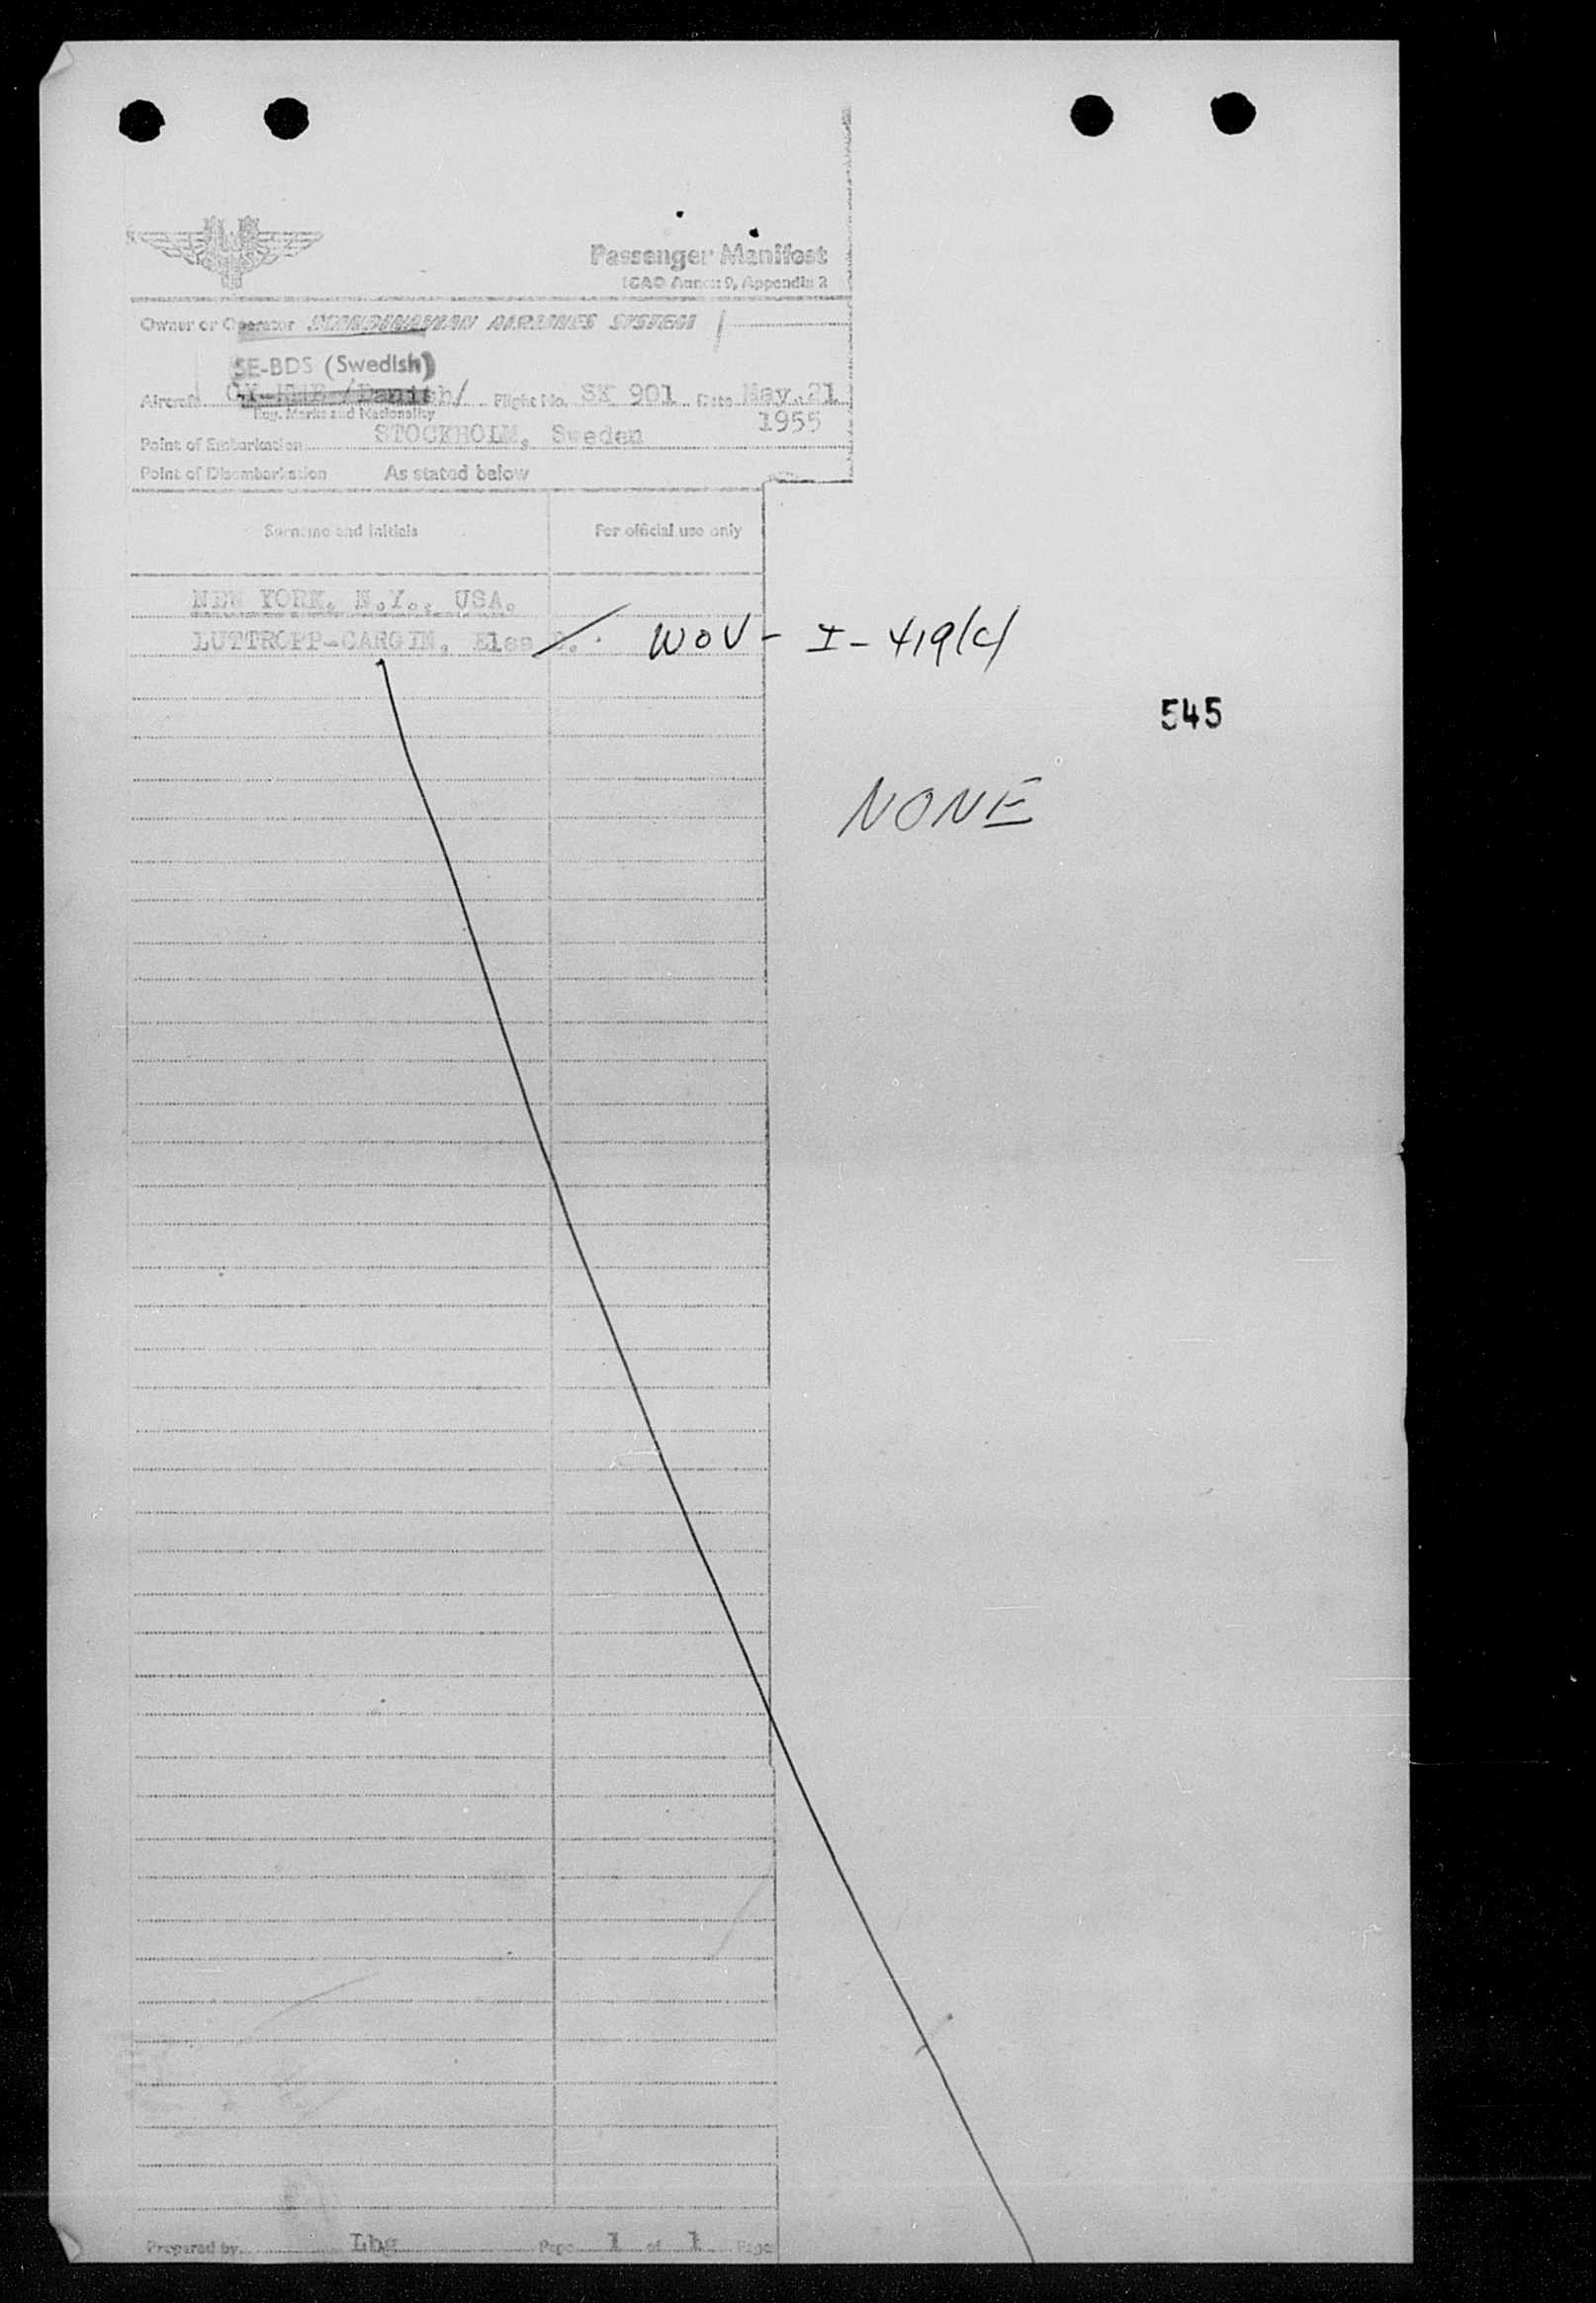 Passenger Manifest
ICAO Annex 9, Appendix 2
Owner or Operator SCANDINAVIAN AIRLINES SYSTEM
SE-BDS (Swedish)
Aircraft /Danish/ Flight No. SK 901 Date May 21
Reg. Marks and Nationality
1955
Point of Embarkation STOCKHOLM, Sweden
Point of Disembarkation As stated below
Surname and Initials For official use only
NEW YORK, N.Y., USA.
LUTTROPP-CARGIN, Elsa WOV- I- 419(c)
545
NONE
Prepared by Lbg Page 1 of 1 Page